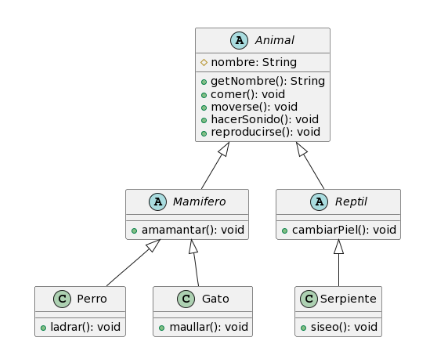 A Animal
nombre: String
getNombre(): String
comer(): void
moverse(): void
hacerSonido(): void
reproducirse(): void
A Mamifero
amamantar(): void
A Reptil
cambiarPiel(): void
C Perro
ladrar(): void
C Gato
maullar(): void
C Serpiente
siseo(): void